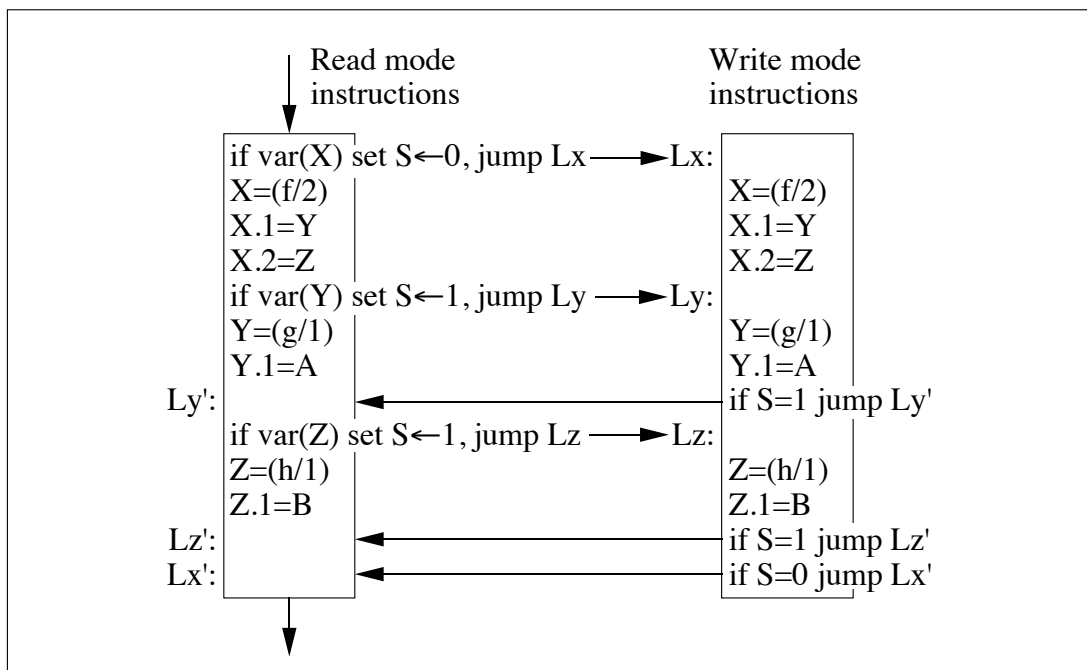 Read mode
instructions
Write mode
instructions
if var(X) set S←0, jump Lx
Lx:
X=(f/2)
X=(f/2)
X.1=Y
X.1=Y
X.2=Z
X.2=Z
if var(Y) set S←1, jump Ly
Ly:
Y=(g/1)
Y=(g/1)
Y.1=A
Y.1=A
Ly':
if S=1 jump Ly'
if var(Z) set S←1, jump Lz
Lz:
Z=(h/1)
Z=(h/1)
Z.1=B
Z.1=B
Lz':
if S=1 jump Lz'
Lx':
if S=0 jump Lx'